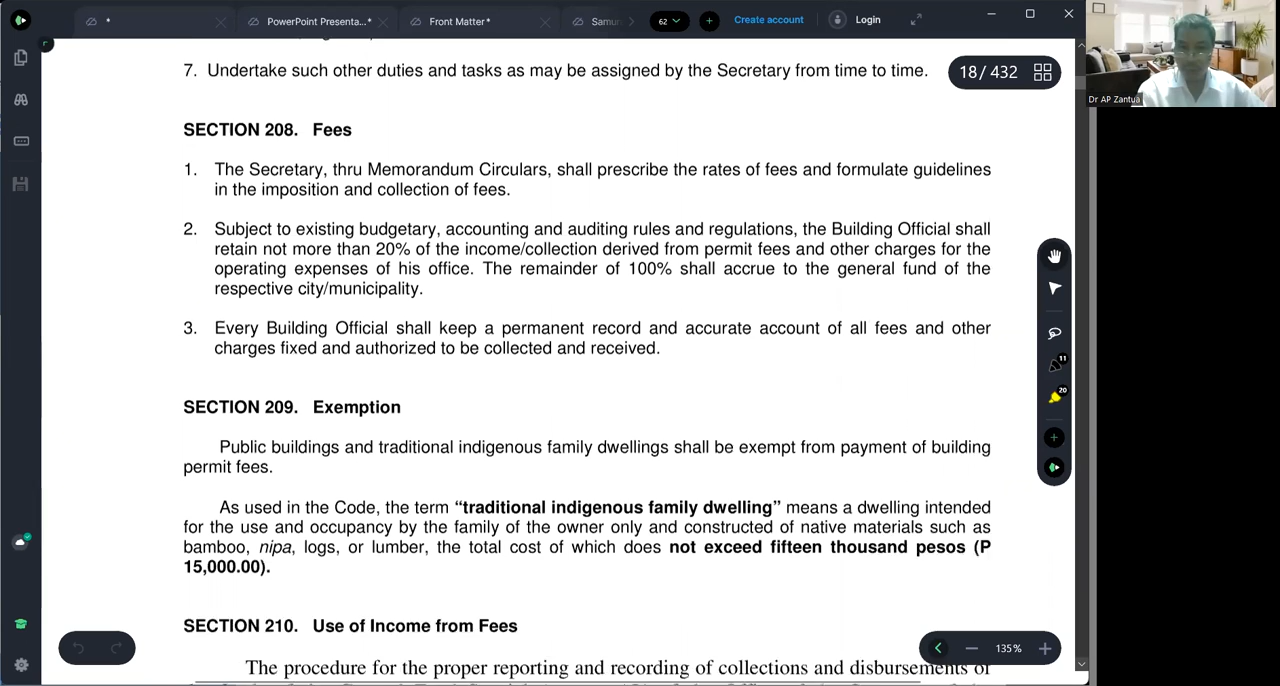 *
PowerPoint Presenta...*
Front Matter*
Samu
62
Create account
Login
7. Undertake such other duties and tasks as may be assigned by the Secretary from time to time.
18 / 432
Dr AP Zantua
SECTION 208. Fees
1. The Secretary, thru Memorandum Circulars, shall prescribe the rates of fees and formulate guidelines
in the imposition and collection of fees.
2. Subject to existing budgetary, accounting and auditing rules and regulations, the Building Official shall
retain not more than 20% of the income/collection derived from permit fees and other charges for the
operating expenses of his office. The remainder of 100% shall accrue to the general fund of the
respective city/municipality.
3. Every Building Official shall keep a permanent record and accurate account of all fees and other
charges fixed and authorized to be collected and received.
11
20
SECTION 209. Exemption
Public buildings and traditional indigenous family dwellings shall be exempt from payment of building
permit fees.
As used in the Code, the term “traditional indigenous family dwelling” means a dwelling intended
for the use and occupancy by the family of the owner only and constructed of native materials such as
bamboo, nipa, logs, or lumber, the total cost of which does not exceed fifteen thousand pesos (P
15,000.00).
SECTION 210. Use of Income from Fees
135%
The procedure for the proper reporting and recording of collections and disbursements of